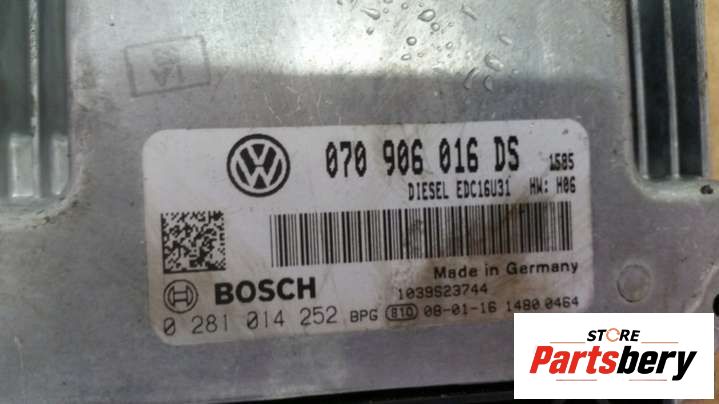 070 906 016 DS 1585
DIESEL EDC16U31 HW: H06
Made in Germany
BOSCH
1039S23744
0 281 014 252 BPG 810 08-01-16 1480 0464
STORE
Partsbery